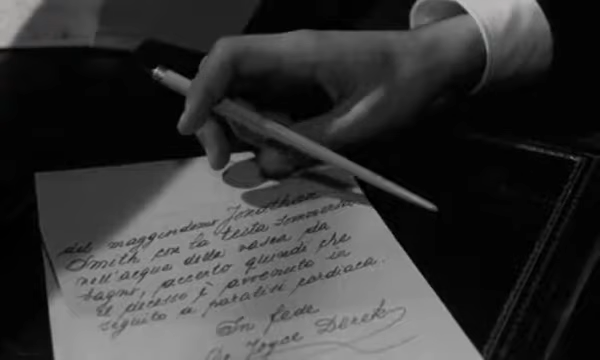 del maggiordomo Jonathan
Smith con la testa immersa
nell'acqua della vasca da
bagno, accerto quindi che
il decesso è avvenuto in
seguito a paralisi cardiaca.
In fede
Dr Joyce Derek